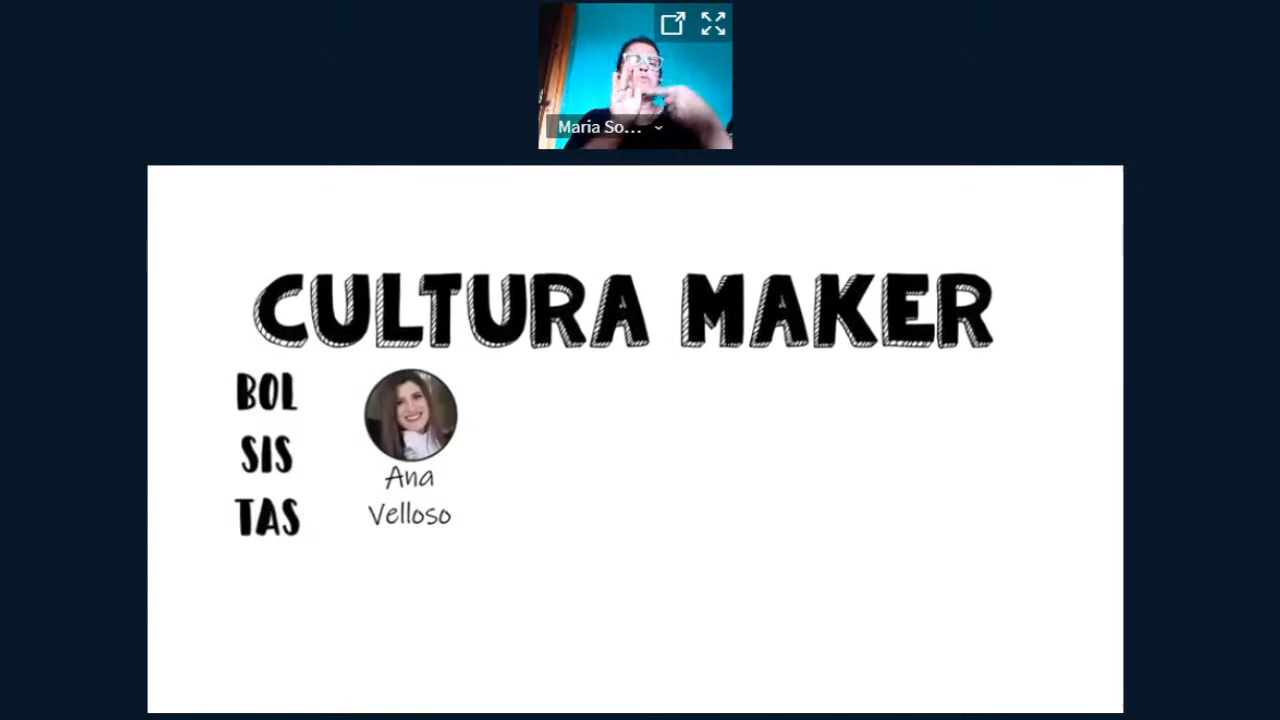 Maria So...
CULTURA MAKER
BOL
SIS
TAS
Ana
Velloso